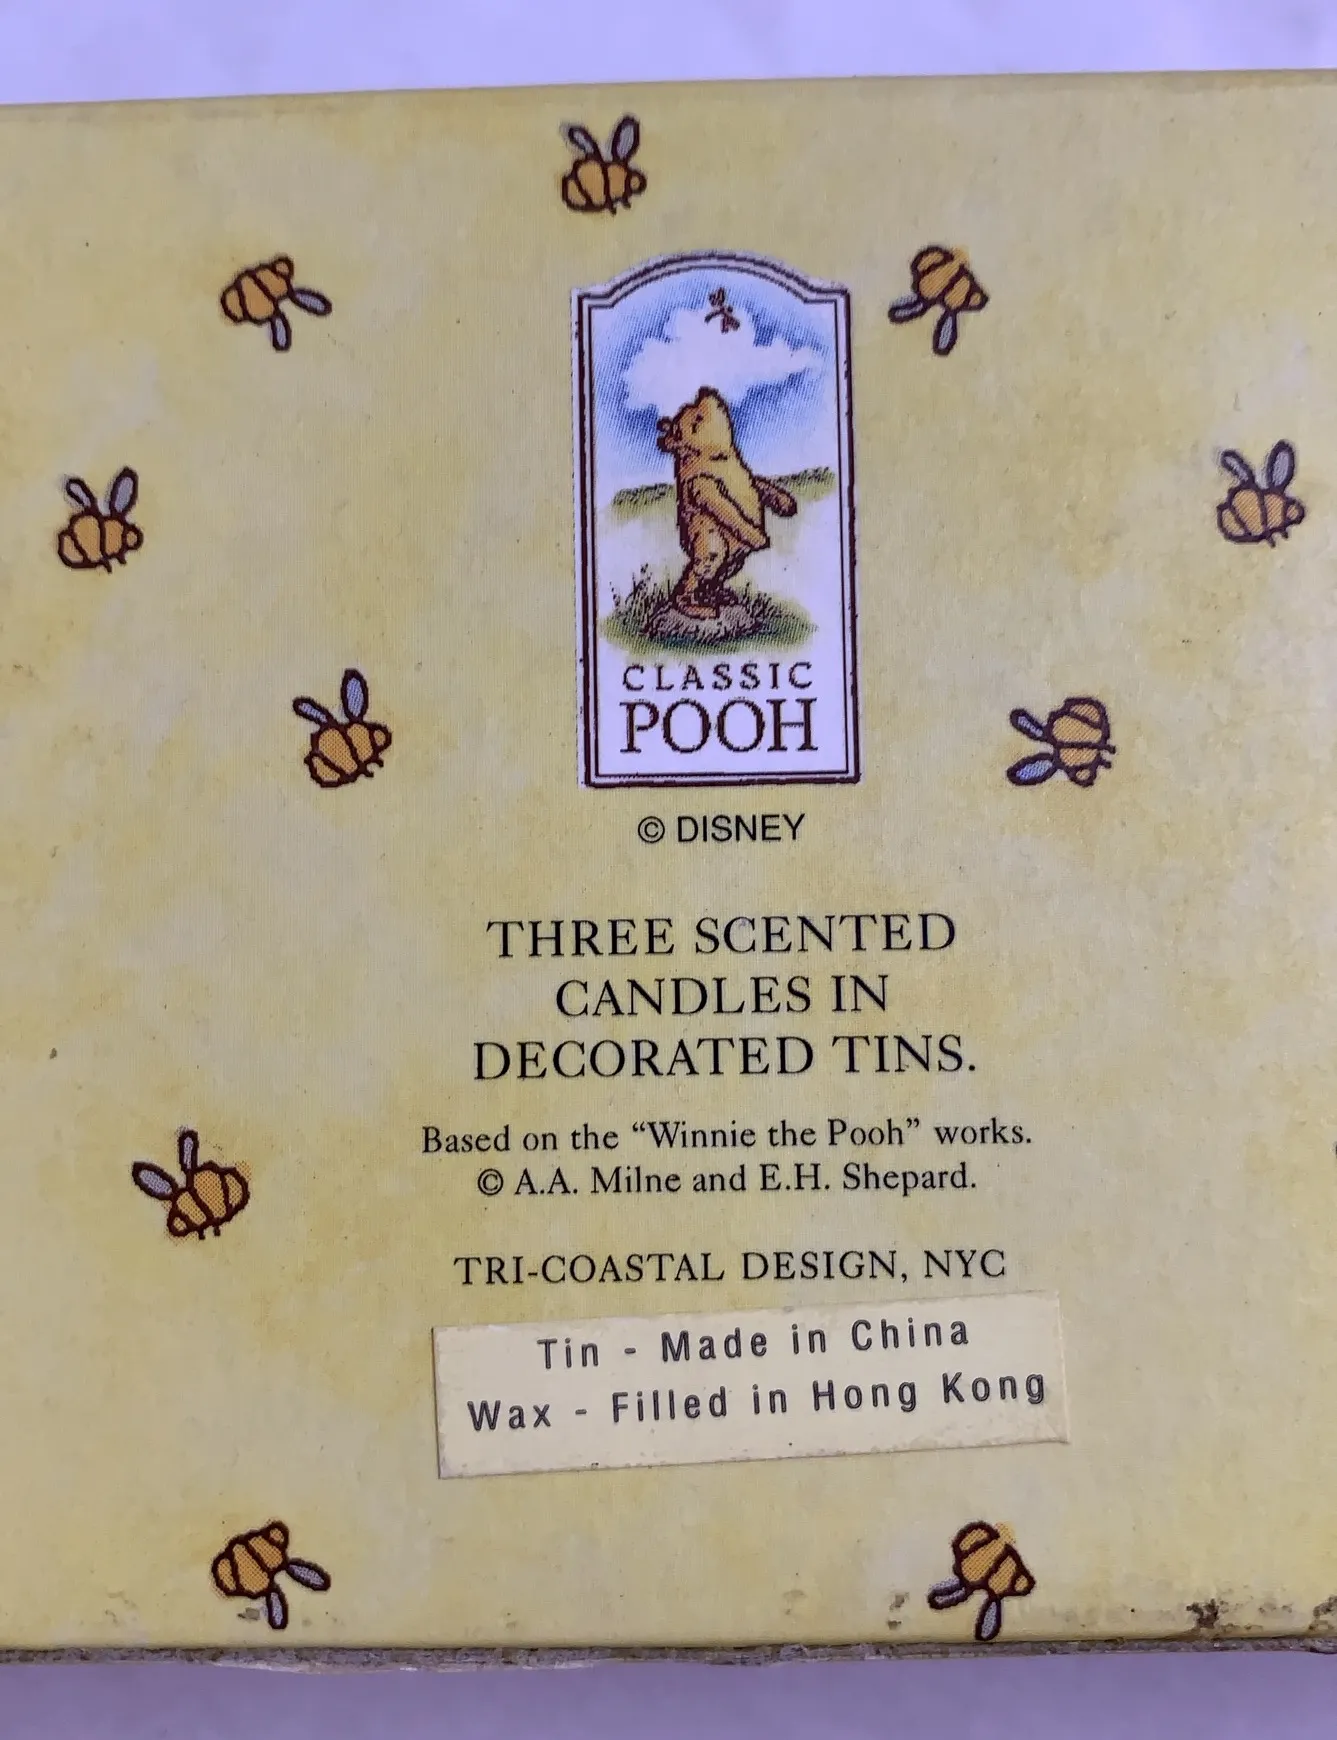 CLASSIC
POOH
© DISNEY
THREE SCENTED
CANDLES IN
DECORATED TINS.
Based on the “Winnie the Pooh” works.
© A.A. Milne and E.H. Shepard.
TRI-COASTAL DESIGN, NYC
Tin - Made in China
Wax - Filled in Hong Kong